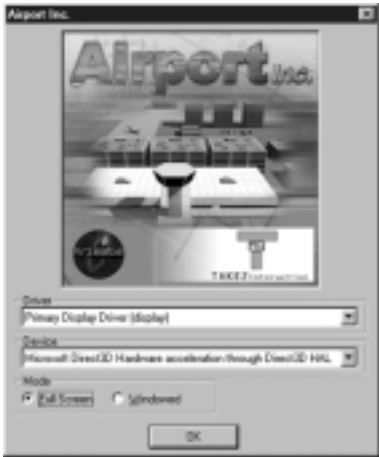 Airport Inc.
Airport Inc.
TAKE2 Interactive
Driver
Primary Display Driver (display)
Device
Microsoft Direct3D Hardware acceleration through Direct3D HAL
Mode
Full Screen
Windowed
OK